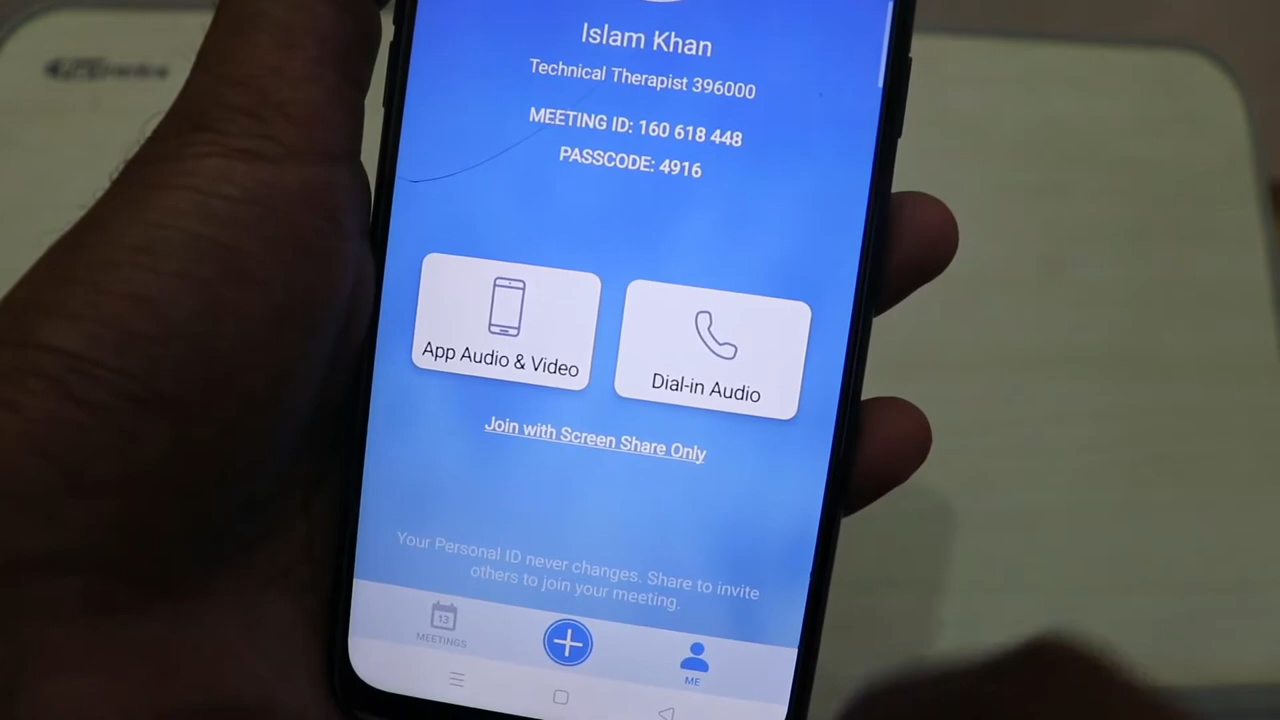 Islam Khan
Technical Therapist 396000
MEETING ID: 160 618 448
PASSCODE: 4916
App Audio & Video
Dial-in Audio
Join with Screen Share Only
Your Personal ID never changes. Share to invite
others to join your meeting.
13
MEETINGS
ME